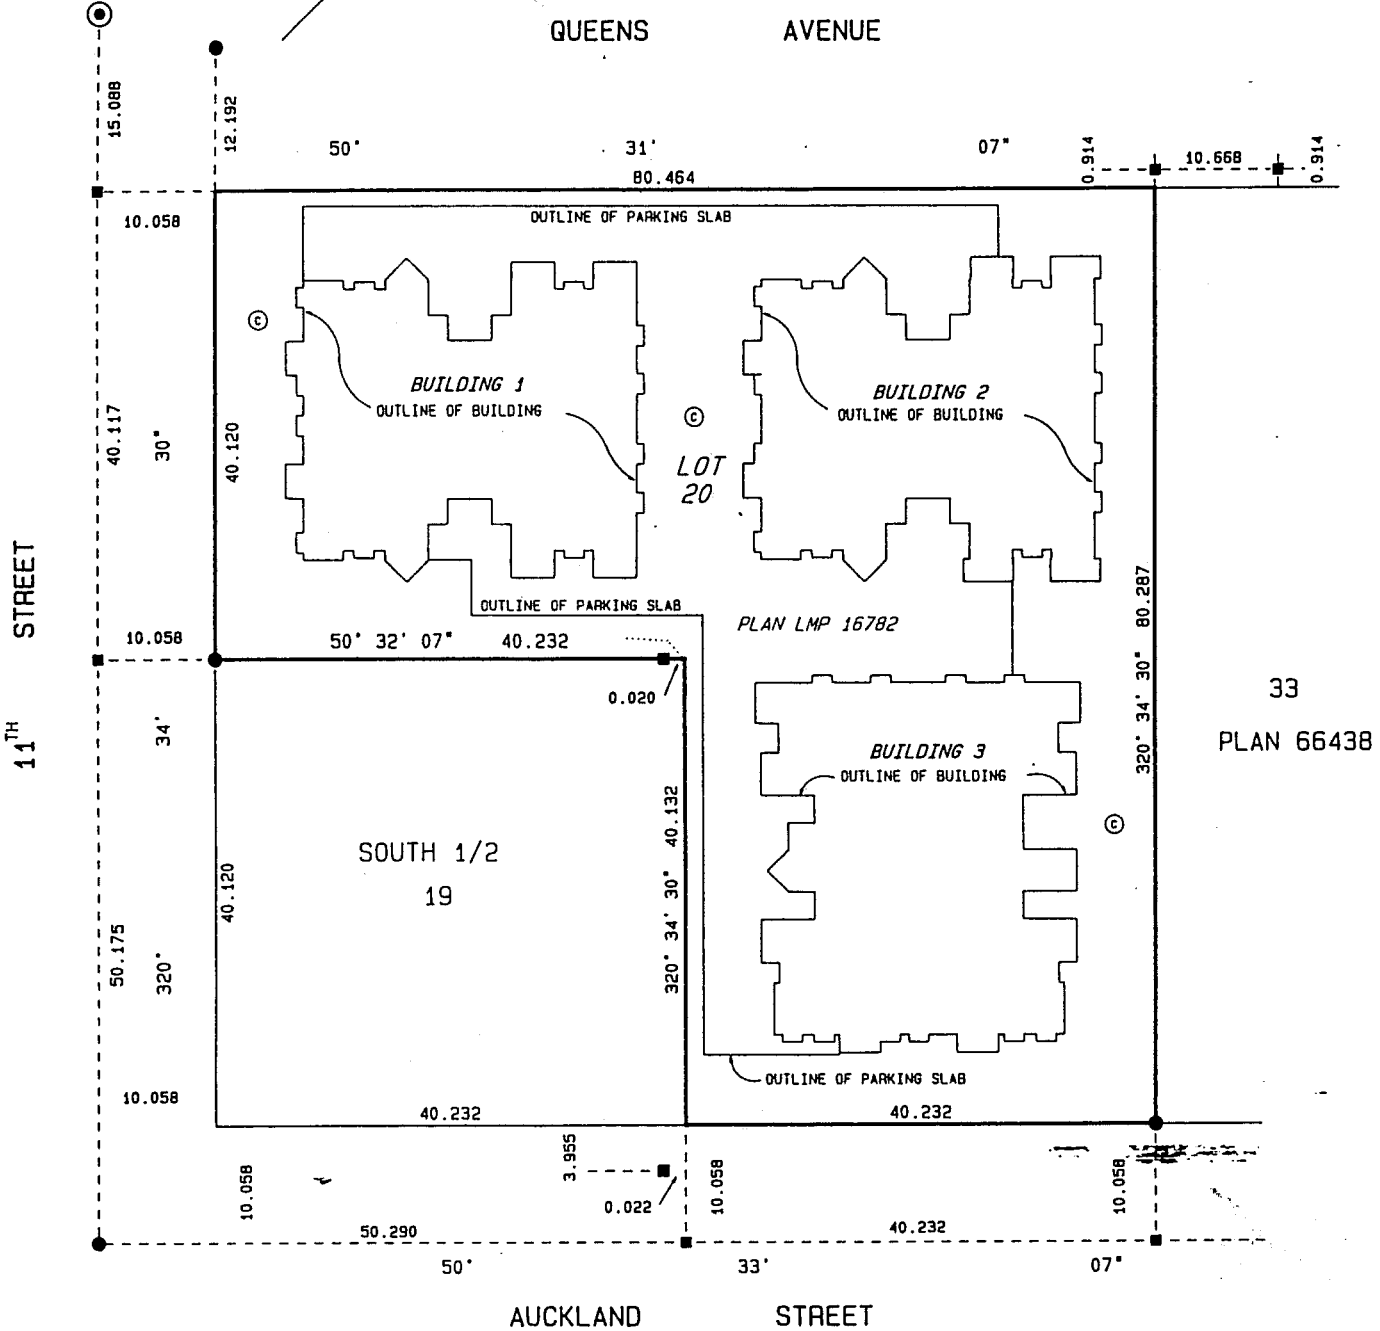 QUEENS AVENUE
15.088
12.192
50° 31' 07"
80.464
0.914
10.668
0.914
10.058
OUTLINE OF PARKING SLAB
C
BUILDING 1
OUTLINE OF BUILDING
C
BUILDING 2
OUTLINE OF BUILDING
40.117
30"
40.120
LOT
20
11TH STREET
OUTLINE OF PARKING SLAB
PLAN LMP 16782
80.287
320° 34' 30"
10.058
50° 32' 07" 40.232
0.020
33
PLAN 66438
34'
BUILDING 3
OUTLINE OF BUILDING
C
40.132
320° 34' 30"
SOUTH 1/2
19
40.120
50.175
320°
OUTLINE OF PARKING SLAB
10.058
40.232
40.232
3.955
10.058
0.022
10.058
10.058
50.290
40.232
50° 33' 07"
AUCKLAND STREET